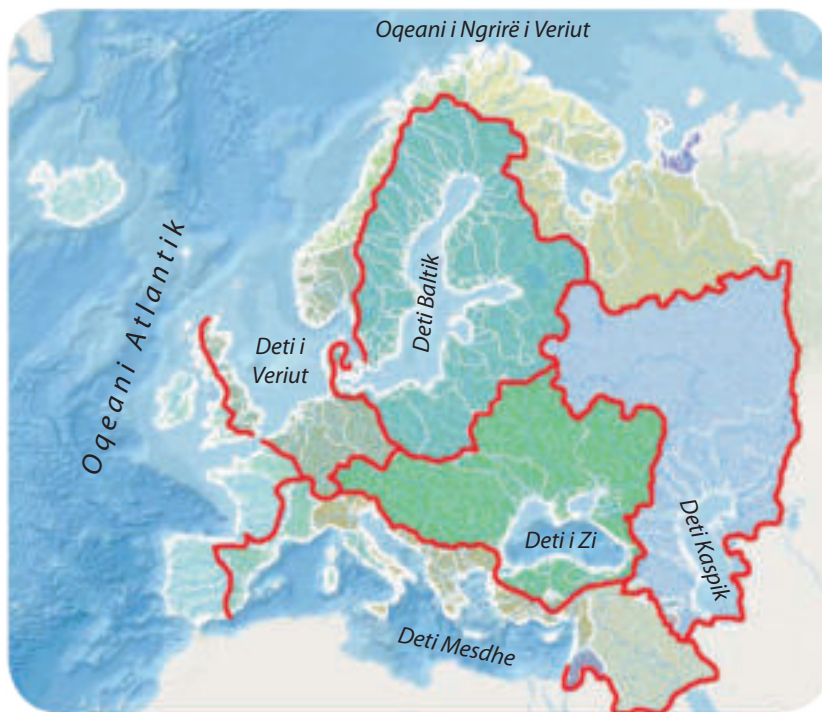 Oqeani i Ngrirë i Veriut
Oqeani Atlantik
Deti i
Veriut
Deti Baltik
Deti i Zi
Deti Kaspik
Deti Mesdhe